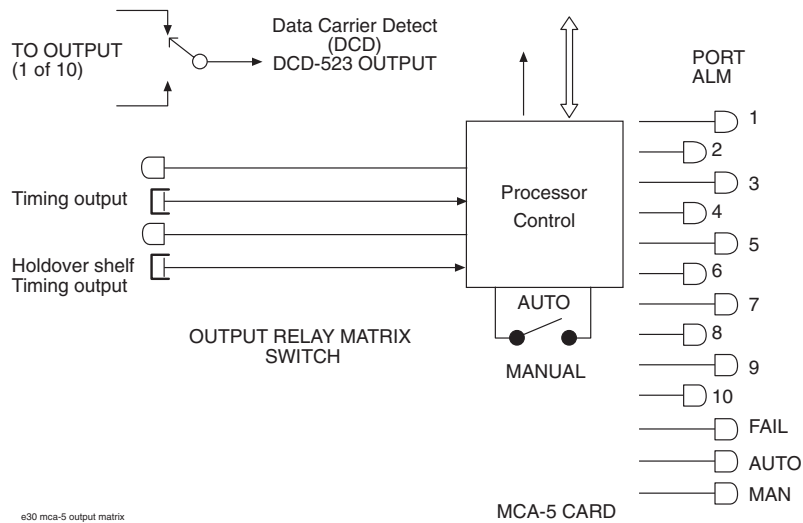 Data Carrier Detect
(DCD)
DCD-523 OUTPUT
TO OUTPUT
(1 of 10)
PORT
ALM
1
2
3
4
5
6
7
8
9
10
FAIL
AUTO
MAN
Timing output
Holdover shelf
Timing output
Processor
Control
AUTO
MANUAL
OUTPUT RELAY MATRIX
SWITCH
MCA-5 CARD
e30 mca-5 output matrix